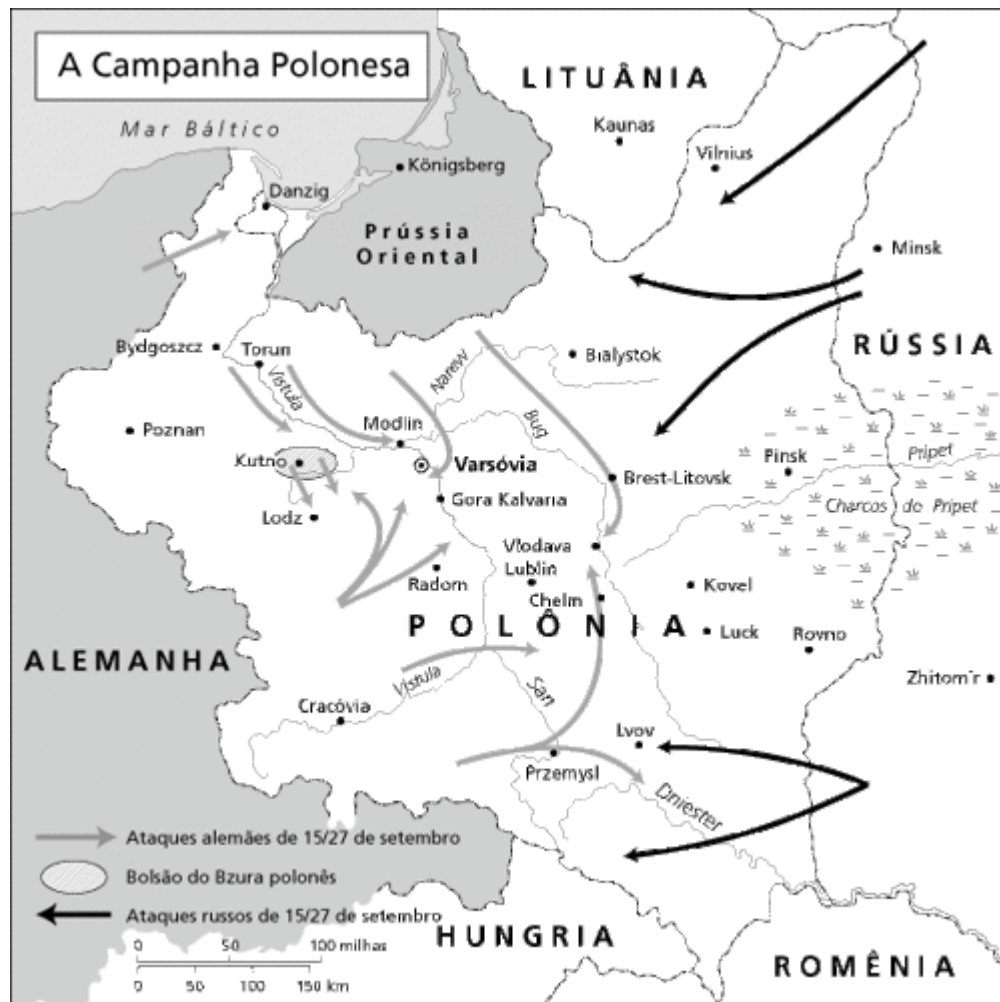 A Campanha Polonesa
Mar Báltico
LITUÂNIA
Kaunas
Vilnius
Königsberg
Danzig
Prússia
Oriental
Minsk
RÚSSIA
Bydgoszcz
Torun
Vistula
Narew
Bialystok
Poznan
Modlin
Bug
Kutno
Varsóvia
Brest-Litovsk
Pinsk
Pripet
Gora Kalvaria
Charcos do Pripet
Lodz
Vlodava
Lublin
Radom
Chelm
Kovel
POLÔNIA
Luck
Rovno
ALEMANHA
Vistula
San
Zhitomir
Cracóvia
Lvov
Przemysl
Dniester
Ataques alemães de 15/27 de setembro
Bolsão do Bzura polonês
Ataques russos de 15/27 de setembro
0 50 100 milhas
0 50 100 150 km
HUNGRIA
ROMÊNIA